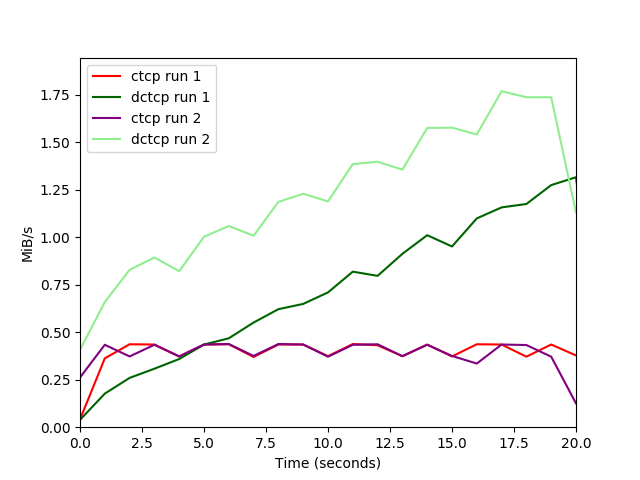 ctcp run 1
dctcp run 1
ctcp run 2
dctcp run 2
1.75
1.50
1.25
1.00
0.75
0.50
0.25
0.00
MiB/s
0.0 2.5 5.0 7.5 10.0 12.5 15.0 17.5 20.0
Time (seconds)